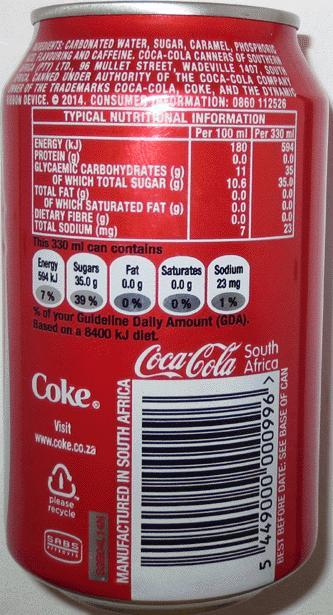 INGREDIENTS: CARBONATED WATER, SUGAR, CARAMEL, PHOSPHORIC
FLAVOURING AND CAFFEINE. COCA-COLA CANNERS OF SOUTHERN
LTD., 96 MULLET STREET, WADEVILLE 1407, SOUTH
CANNED UNDER AUTHORITY OF THE COCA-COLA COMPANY
OF THE TRADEMARKS COCA-COLA, COKE, AND THE DYNAMIC
RIBBON DEVICE. © 2014. CONSUMER INFORMATION: 0860 112526
TYPICAL NUTRITIONAL INFORMATION
Per 100 ml Per 330 ml
ENERGY (kJ) 180 594
PROTEIN (g) 0.0 0.0
GLYCAEMIC CARBOHYDRATES (g) 11 35
OF WHICH TOTAL SUGAR (g) 10.6 35.0
TOTAL FAT (g) 0.0 0.0
OF WHICH SATURATED FAT (g) 0.0 0.0
DIETARY FIBRE (g) 0.0 0.0
TOTAL SODIUM (mg) 7 23
This 330 ml can contains
Energy Sugars Fat Saturates Sodium
594 kJ 35.0 g 0.0 g 0.0 g 23 mg
7% 39% 0% 0% 1%
% of your Guideline Daily Amount (GDA).
Based on a 8400 kJ diet.
Coca-Cola South
Africa
Coke®
Visit
www.coke.co.za
please
recycle
SABS
MANUFACTURED IN SOUTH AFRICA
5 449000 000996 >
BEST BEFORE DATE: SEE BASE OF CAN